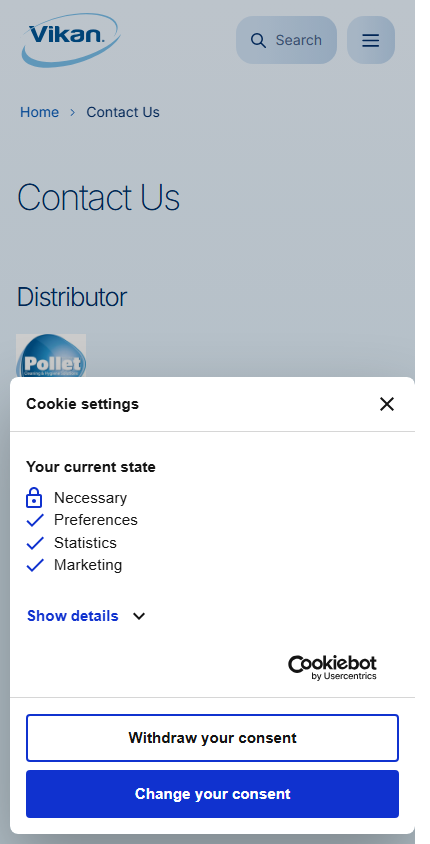 Vikan
Search
Home > Contact Us
Contact Us
Distributor
Pollet
Cookie settings
Your current state
Necessary
Preferences
Statistics
Marketing
Show details
Cookiebot
by Usercentrics
Withdraw your consent
Change your consent